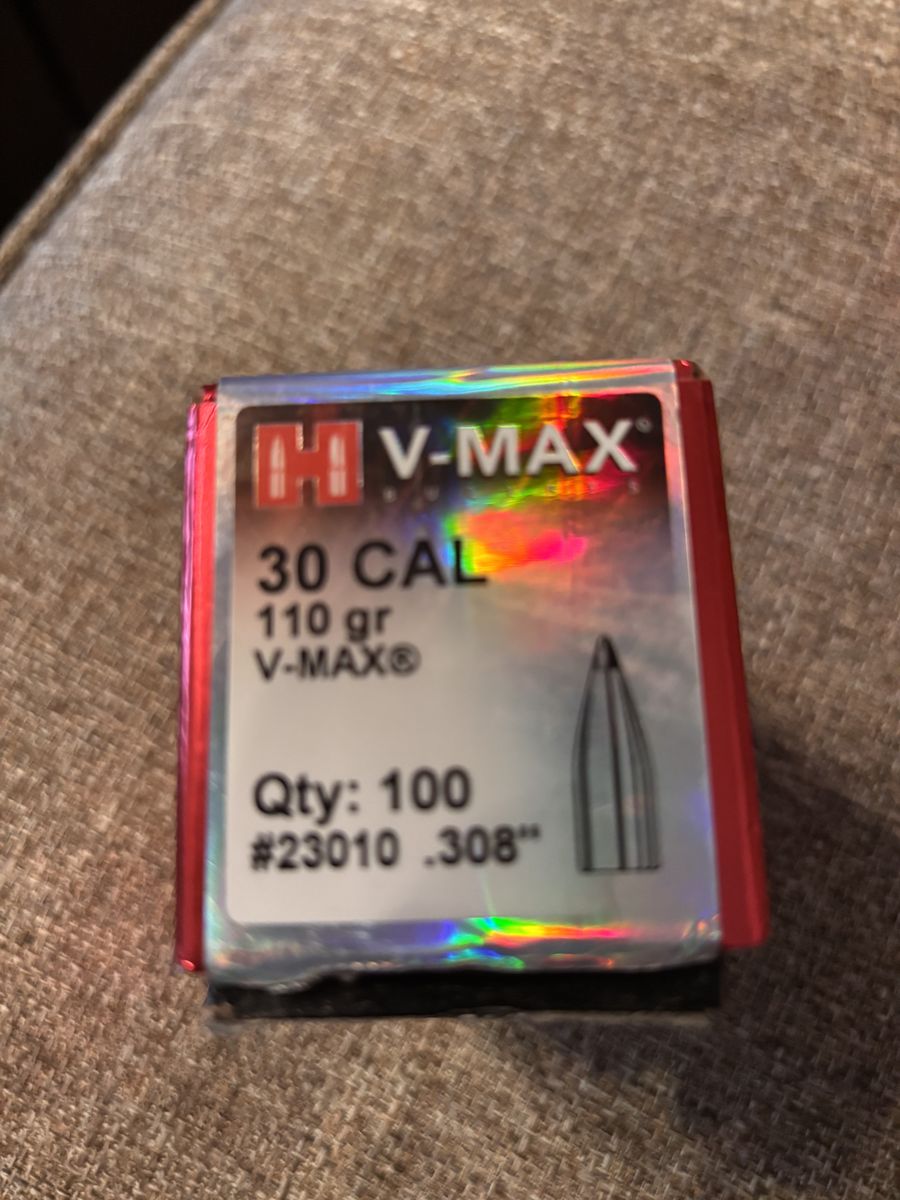 H V-MAX®
30 CAL
110 gr
V-MAX®
Qty: 100
#23010 .308"